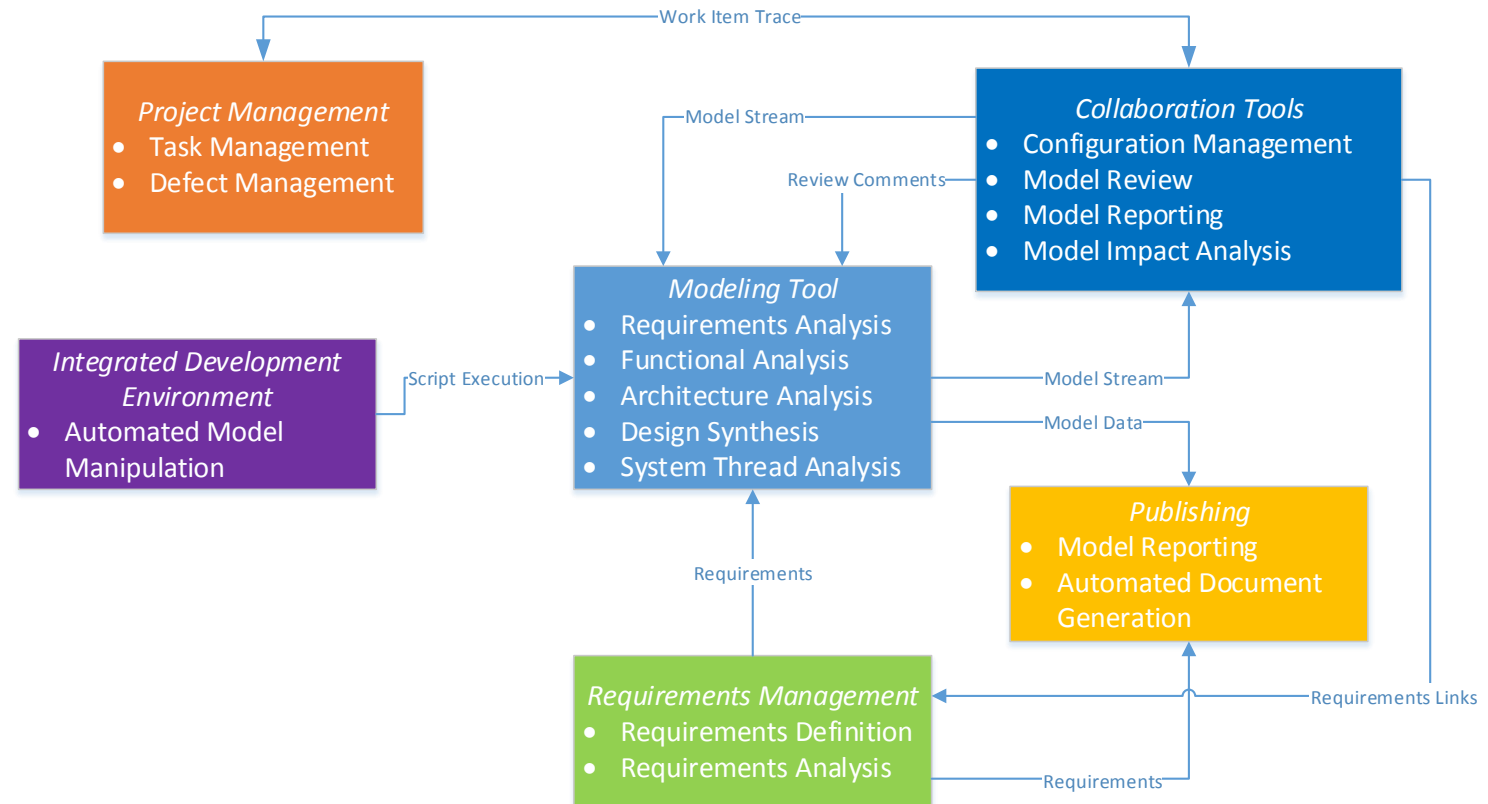 Work Item Trace
Project Management
• Task Management
• Defect Management
Collaboration Tools
• Configuration Management
• Model Review
• Model Reporting
• Model Impact Analysis
Model Stream
Review Comments
Modeling Tool
• Requirements Analysis
• Functional Analysis
• Architecture Analysis
• Design Synthesis
• System Thread Analysis
Integrated Development
Environment
• Automated Model
Manipulation
Script Execution
Model Stream
Model Data
Publishing
• Model Reporting
• Automated Document
Generation
Requirements
Requirements Management
• Requirements Definition
• Requirements Analysis
Requirements Links
Requirements